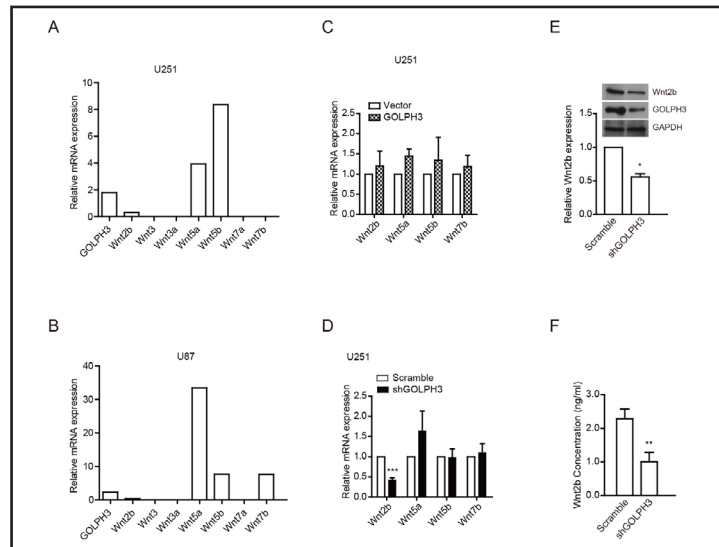 A
U251
Relative mRNA expression
10
8
6
4
2
0
GOLPH3
Wnt2b
Wnt3
Wnt3a
Wnt5a
Wnt5b
Wnt7a
Wnt7b
C
U251
Vector
GOLPH3
Relative mRNA expression
2.5
2.0
1.5
1.0
0.5
0.0
Wnt2b
Wnt5a
Wnt5b
Wnt7b
E
Wnt2b
GOLPH3
GAPDH
Relative Wnt2b expression
1.5
1.0
0.5
0.0
*
Scramble
shGOLPH3
B
U87
Relative mRNA expression
40
30
20
10
0
GOLPH3
Wnt2b
Wnt3
Wnt3a
Wnt5a
Wnt5b
Wnt7a
Wnt7b
D
U251
Scramble
shGOLPH3
Relative mRNA expression
2.5
2.0
1.5
1.0
0.5
0.0
***
Wnt2b
Wnt5a
Wnt5b
Wnt7b
F
Wnt2b Concentration (ng/ml)
3.0
2.0
1.0
0.0
**
Scramble
shGOLPH3